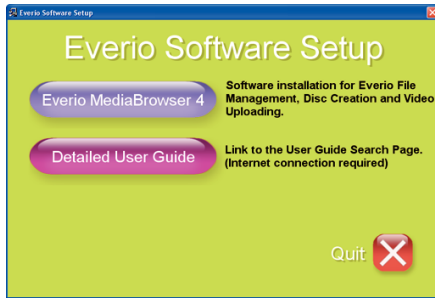 Everio Software Setup
Everio Software Setup
Everio MediaBrowser 4
Software installation for Everio File
Management, Disc Creation and Video
Uploading.
Detailed User Guide
Link to the User Guide Search Page.
(Internet connection required)
Quit